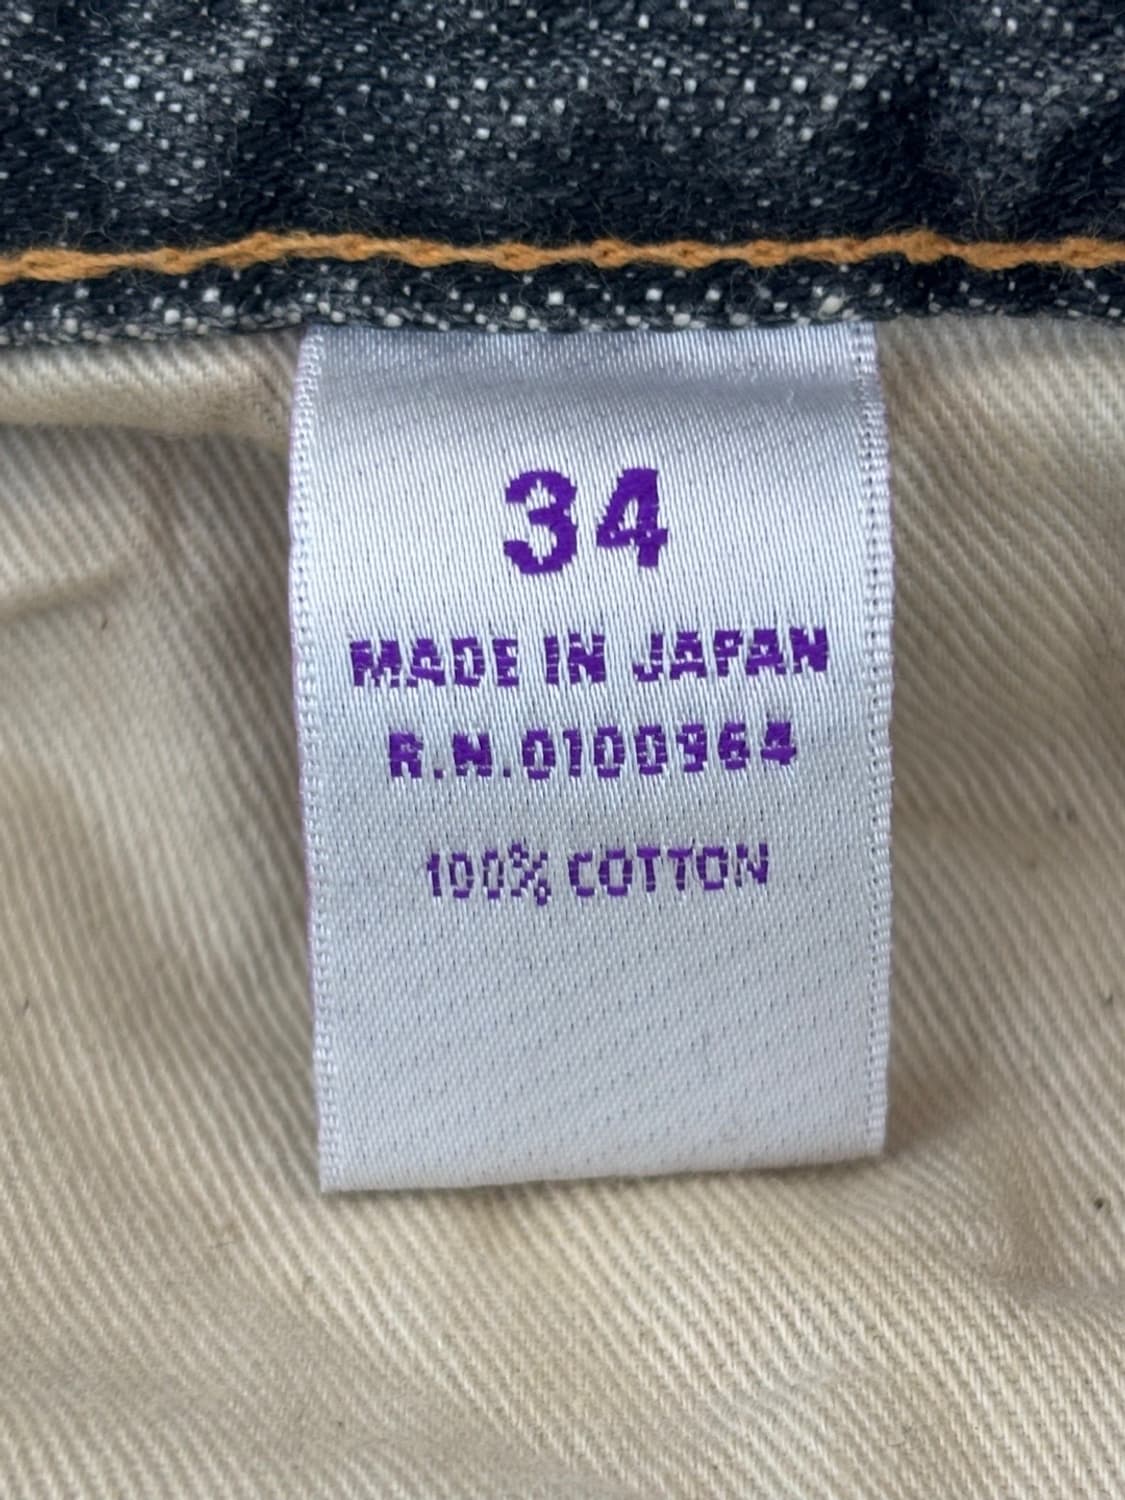 34
MADE IN JAPAN
R.N.0100964
100% COTTON